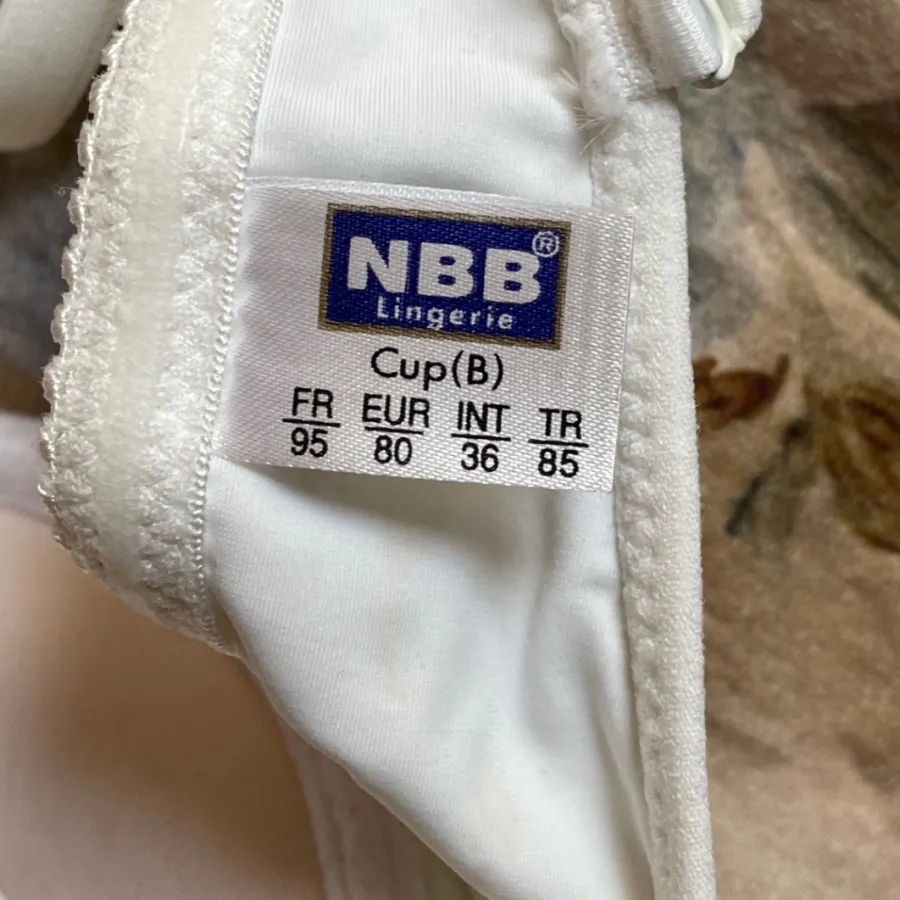 NBB®
Lingerie
Cup(B)
FR EUR INT TR
95 80 36 85